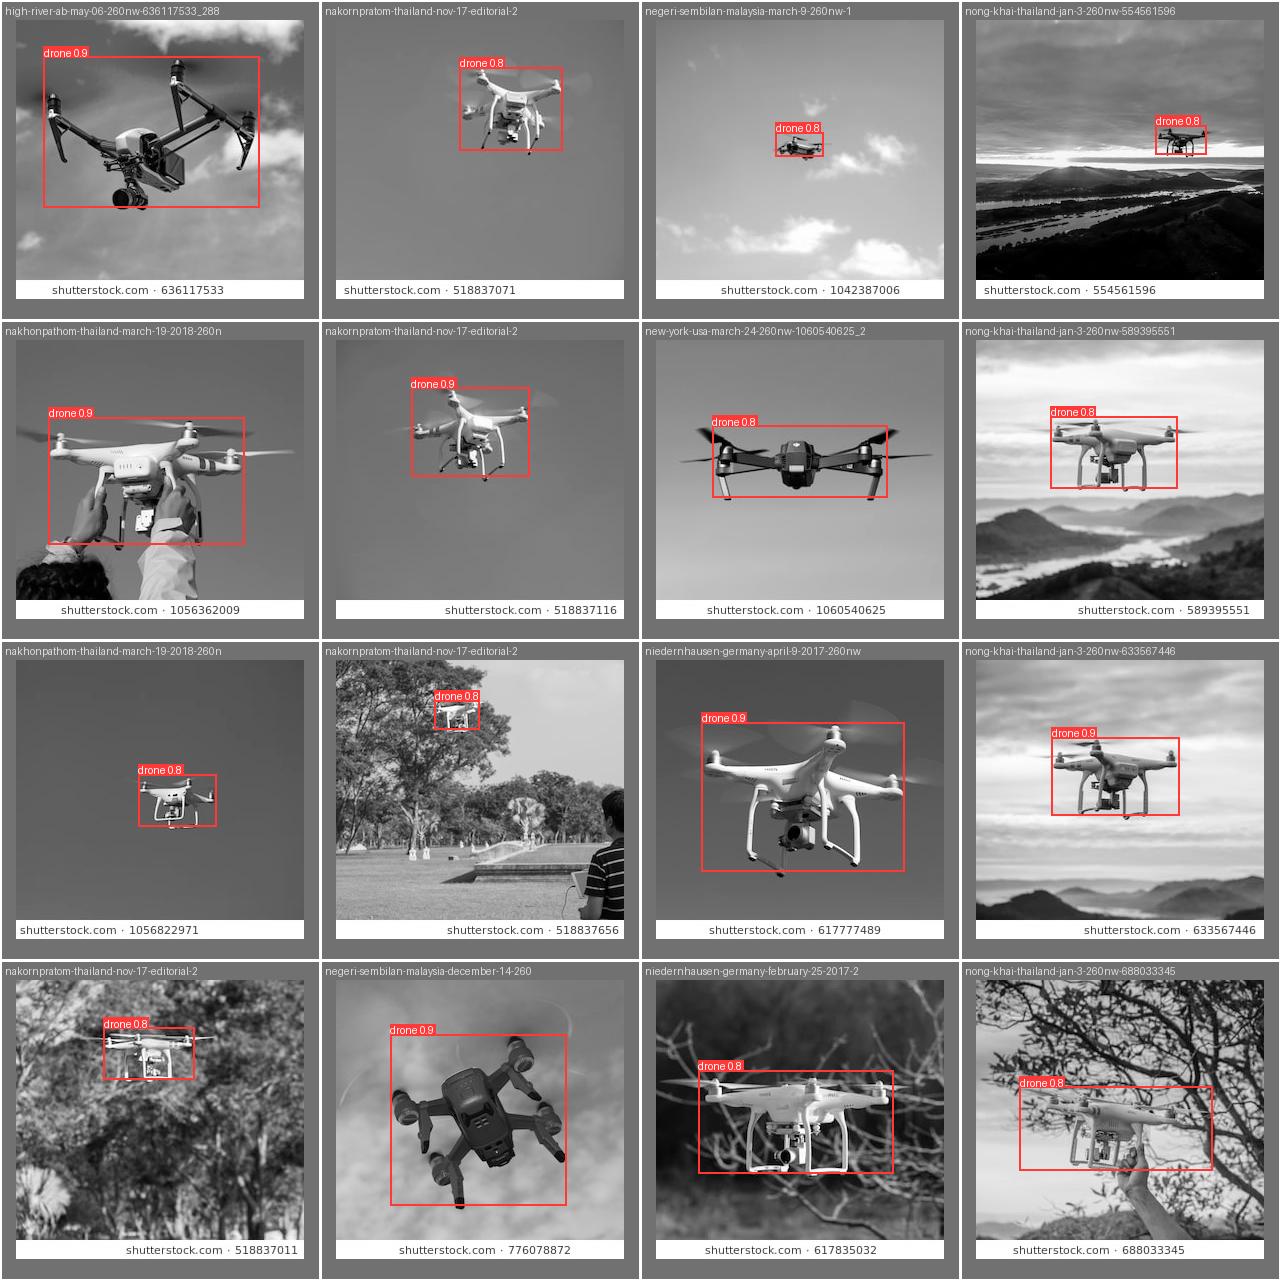 high-river-ab-may-06-260nw-636117533_288
drone 0.9
shutterstock.com · 636117533
nakornpratom-thailand-nov-17-editorial-2
drone 0.8
shutterstock.com · 518837071
negeri-sembilan-malaysia-march-9-260nw-1
drone 0.8
shutterstock.com · 1042387006
nong-khai-thailand-jan-3-260nw-554561596
drone 0.8
shutterstock.com · 554561596
nakhonpathom-thailand-march-19-2018-260n
drone 0.9
shutterstock.com · 1056362009
nakornpratom-thailand-nov-17-editorial-2
drone 0.9
shutterstock.com · 518837116
new-york-usa-march-24-260nw-1060540625_2
drone 0.8
shutterstock.com · 1060540625
nong-khai-thailand-jan-3-260nw-589395551
drone 0.8
shutterstock.com · 589395551
nakhonpathom-thailand-march-19-2018-260n
drone 0.8
shutterstock.com · 1056822971
nakornpratom-thailand-nov-17-editorial-2
drone 0.8
shutterstock.com · 518837656
niedernhausen-germany-april-9-2017-260nw
drone 0.9
shutterstock.com · 617777489
nong-khai-thailand-jan-3-260nw-633567446
drone 0.9
shutterstock.com · 633567446
nakornpratom-thailand-nov-17-editorial-2
drone 0.8
shutterstock.com · 518837011
negeri-sembilan-malaysia-december-14-260
drone 0.9
shutterstock.com · 776078872
niedernhausen-germany-february-25-2017-2
drone 0.8
shutterstock.com · 617835032
nong-khai-thailand-jan-3-260nw-688033345
drone 0.8
shutterstock.com · 688033345